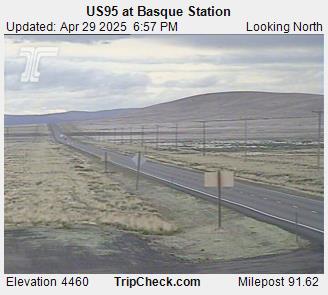 US95 at Basque Station
Updated: Apr 29 2025 6:57 PM Looking North
Elevation 4460 TripCheck.com Milepost 91.62